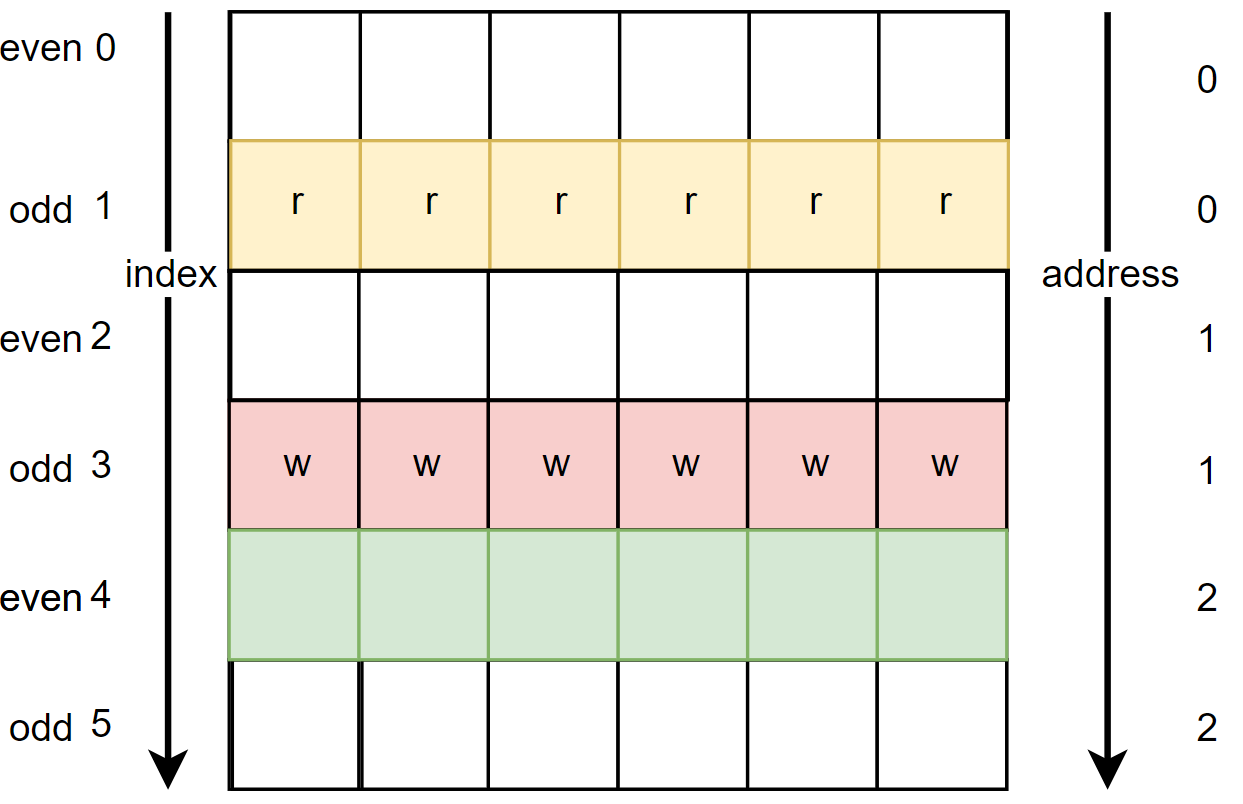 even 0
0
odd 1 r r r r r r 0
index address
even 2 1
odd 3 w w w w w w 1
even 4 2
odd 5 2